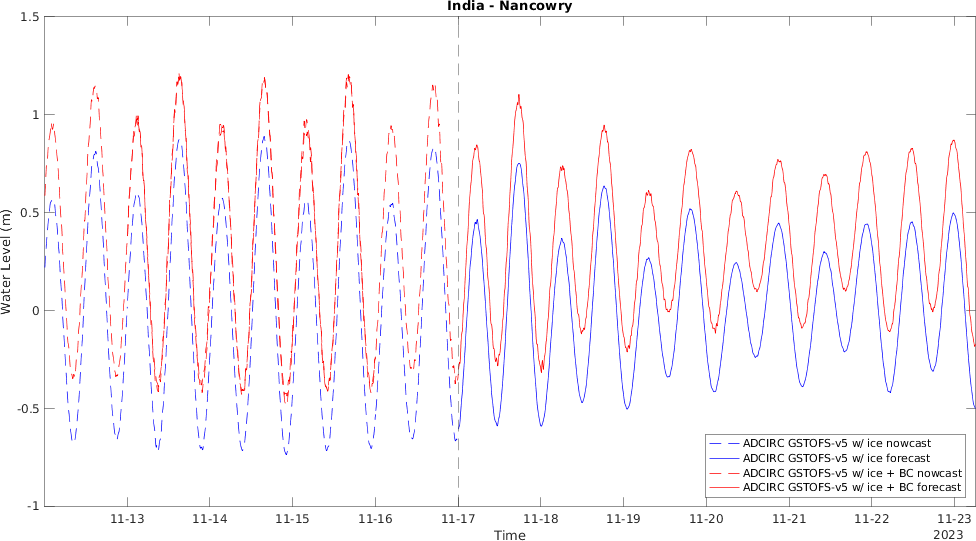 India - Nancowry
1.5
1
0.5
0
-0.5
-1
Water Level (m)
ADCIRC GSTOFS-v5 w/ ice nowcast
ADCIRC GSTOFS-v5 w/ ice forecast
ADCIRC GSTOFS-v5 w/ ice + BC nowcast
ADCIRC GSTOFS-v5 w/ ice + BC forecast
11-13 11-14 11-15 11-16 11-17 11-18 11-19 11-20 11-21 11-22 11-23
Time 2023